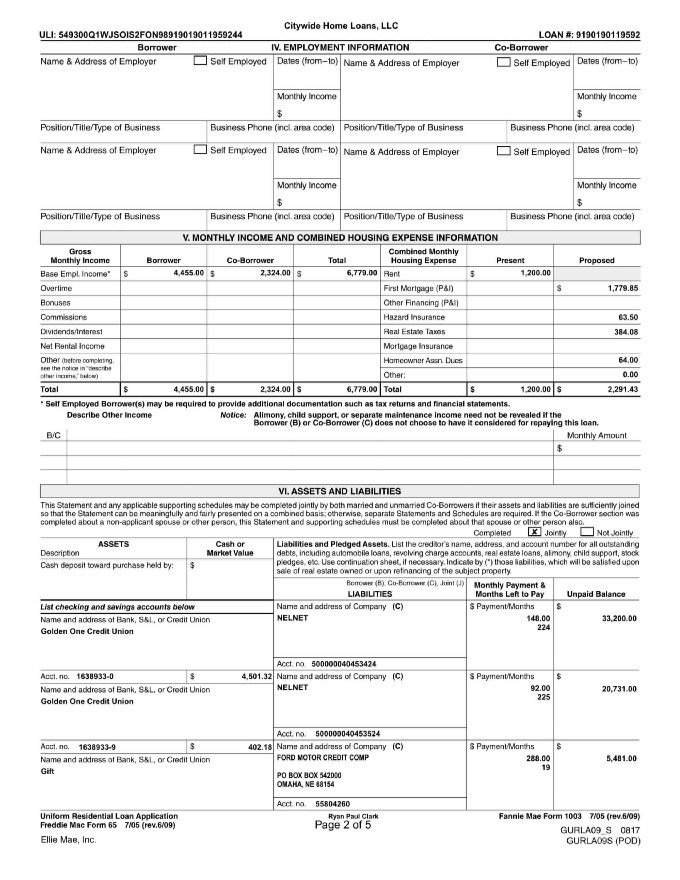 Citywide Home Loans, LLC
ULI: 549300Q1WJSOIS2FON98919019011959244 LOAN #: 9190190119592
Borrower IV. EMPLOYMENT INFORMATION Co-Borrower
Name & Address of Employer Self Employed Dates (from–to) Name & Address of Employer Self Employed Dates (from–to)
Monthly Income Monthly Income
$ $
Position/Title/Type of Business Business Phone (incl. area code) Position/Title/Type of Business Business Phone (incl. area code)
Name & Address of Employer Self Employed Dates (from–to) Name & Address of Employer Self Employed Dates (from–to)
Monthly Income Monthly Income
$ $
Position/Title/Type of Business Business Phone (incl. area code) Position/Title/Type of Business Business Phone (incl. area code)
V. MONTHLY INCOME AND COMBINED HOUSING EXPENSE INFORMATION
Gross Combined Monthly
Monthly Income Borrower Co-Borrower Total Housing Expense Present Proposed
Base Empl. Income* $ 4,455.00 $ 2,324.00 $ 6,779.00 Rent $ 1,200.00
Overtime First Mortgage (P&I) $ 1,779.85
Bonuses Other Financing (P&I)
Commissions Hazard Insurance 63.50
Dividends/Interest Real Estate Taxes 384.08
Net Rental Income Mortgage Insurance
Other (before completing, Homeowner Assn. Dues 64.00
see the notice in "describe
other income," below) Other: 0.00
Total $ 4,455.00 $ 2,324.00 $ 6,779.00 Total $ 1,200.00 $ 2,291.43
* Self Employed Borrower(s) may be required to provide additional documentation such as tax returns and financial statements.
Describe Other Income Notice: Alimony, child support, or separate maintenance income need not be revealed if the
Borrower (B) or Co-Borrower (C) does not choose to have it considered for repaying this loan.
B/C Monthly Amount
$
VI. ASSETS AND LIABILITIES
This Statement and any applicable supporting schedules may be completed jointly by both married and unmarried Co-Borrowers if their assets and liabilities are sufficiently joined
so that the Statement can be meaningfully and fairly presented on a combined basis; otherwise, separate Statements and Schedules are required. If the Co-Borrower section was
completed about a non-applicant spouse or other person, this Statement and supporting schedules must be completed about that spouse or other person also.
Completed X Jointly Not Jointly
ASSETS Cash or Liabilities and Pledged Assets. List the creditor's name, address, and account number for all outstanding
Description Market Value debts, including automobile loans, revolving charge accounts, real estate loans, alimony, child support, stock
Cash deposit toward purchase held by: $ pledges, etc. Use continuation sheet, if necessary. Indicate by (*) those liabilities, which will be satisfied upon
sale of real estate owned or upon refinancing of the subject property.
Borrower (B), Co-Borrower (C), Joint (J) Monthly Payment &
LIABILITIES Months Left to Pay Unpaid Balance
List checking and savings accounts below Name and address of Company (C) $ Payment/Months $
Name and address of Bank, S&L, or Credit Union NELNET 148.00 33,200.00
Golden One Credit Union 224
Acct. no. 500000040453424
Acct. no. 1638933-0 $ 4,501.32 Name and address of Company (C) $ Payment/Months $
Name and address of Bank, S&L, or Credit Union NELNET 92.00 20,731.00
Golden One Credit Union 225
Acct. no. 500000040453524
Acct. no. 1638933-9 $ 402.18 Name and address of Company (C) $ Payment/Months $
Name and address of Bank, S&L, or Credit Union FORD MOTOR CREDIT COMP 288.00 5,481.00
Gift 19
PO BOX BOX 542000
OMAHA, NE 68154
Acct. no. 55804260
Uniform Residential Loan Application Ryan Paul Clark Fannie Mae Form 1003 7/05 (rev.6/09)
Freddie Mac Form 65 7/05 (rev.6/09) Page 2 of 5
GURLA09_S 0817
Ellie Mae, Inc. GURLA09S (POD)